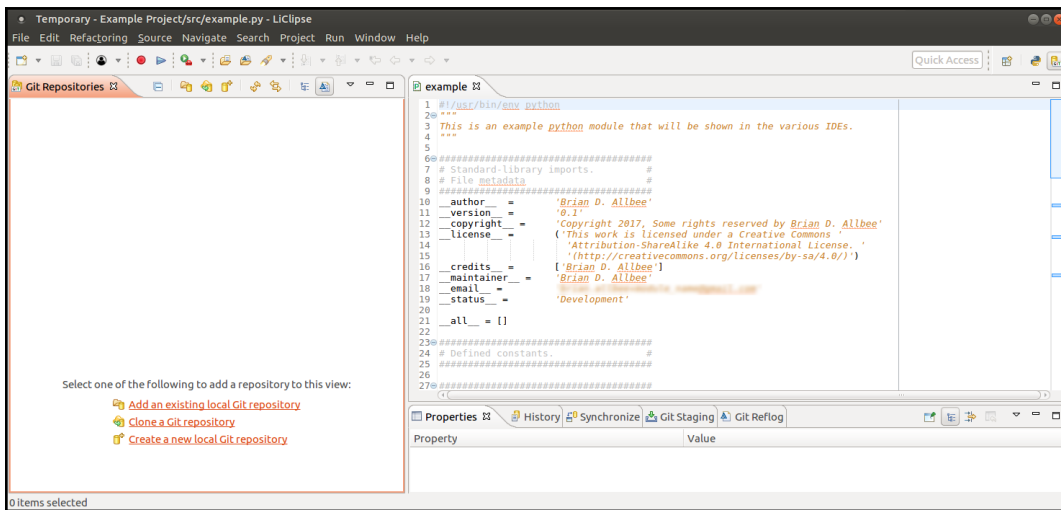 Temporary - Example Project/src/example.py - LiClipse
File Edit Refactoring Source Navigate Search Project Run Window Help
Quick Access
Git Repositories
Select one of the following to add a repository to this view:
Add an existing local Git repository
Clone a Git repository
Create a new local Git repository
example
1 #!/usr/bin/env python
2 """
3 This is an example python module that will be shown in the various IDEs.
4 """
5
6 #####################################
7 # Standard-library imports. #
8 # File metadata #
9 #####################################
10 __author__ = 'Brian D. Allbee'
11 __version__ = '0.1'
12 __copyright__ = 'Copyright 2017, Some rights reserved by Brian D. Allbee'
13 __license__ = ('This work is licensed under a Creative Commons '
14 'Attribution-ShareAlike 4.0 International License. '
15 '(http://creativecommons.org/licenses/by-sa/4.0/)')
16 __credits__ = ['Brian D. Allbee']
17 __maintainer__ = 'Brian D. Allbee'
18 __email__ =
19 __status__ = 'Development'
20
21 __all__ = []
22
23 #####################################
24 # Defined constants. #
25 #####################################
26
27 #####################################
Properties History Synchronize Git Staging Git Reflog
Property Value
0 items selected